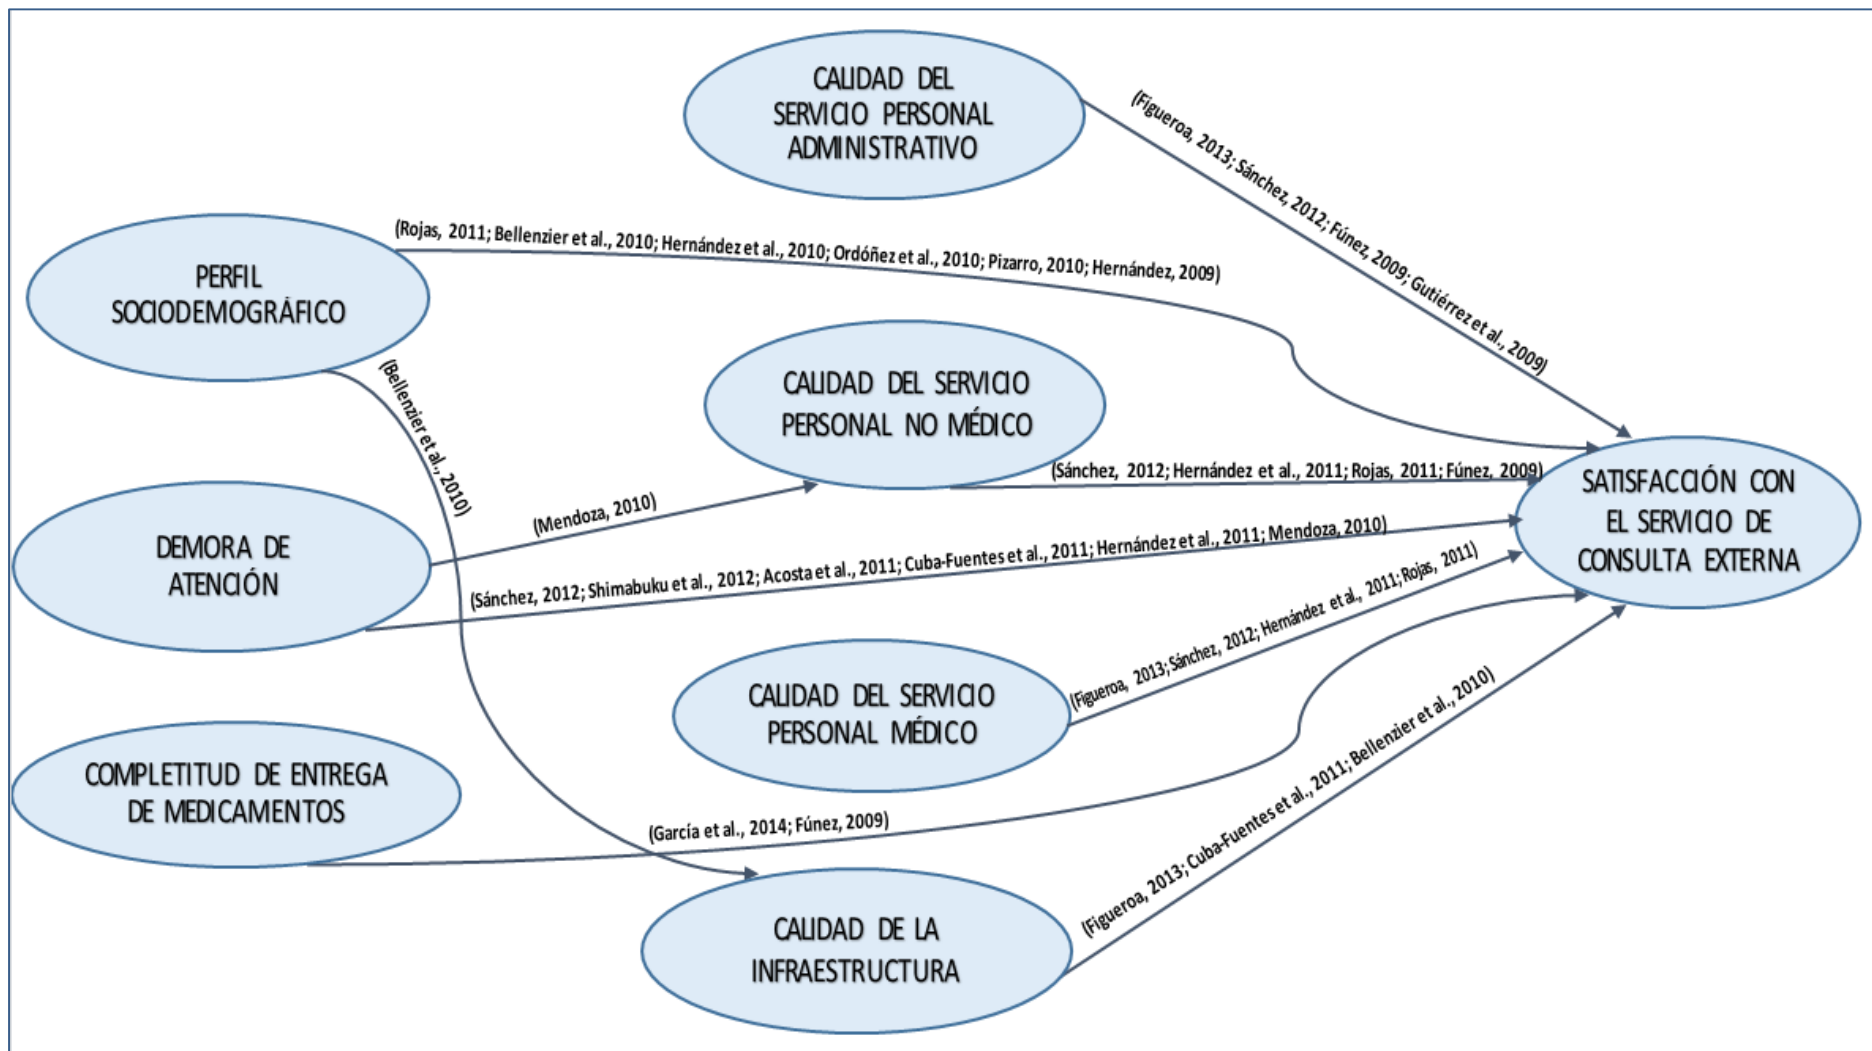 CALIDAD DEL
SERVICIO PERSONAL
ADMINISTRATIVO
(Figueroa, 2013; Sánchez, 2012; Fúnez, 2009; Gutiérrez et al., 2009)
(Rojas, 2011; Bellenzier et al., 2010; Hernández et al., 2010; Ordóñez et al., 2010; Pizarro, 2010; Hernández, 2009)
PERFIL
SOCIODEMOGRÁFICO
(Bellenzier et al., 2010)
CALIDAD DEL SERVICIO
PERSONAL NO MÉDICO
(Sánchez, 2012; Hernández et al., 2011; Rojas, 2011; Fúnez, 2009)
SATISFACCIÓN CON
EL SERVICIO DE
CONSULTA EXTERNA
(Mendoza, 2010)
DEMORA DE
ATENCIÓN
(Sánchez, 2012; Shimabuku et al., 2012; Acosta et al., 2011; Cuba-Fuentes et al., 2011; Hernández et al., 2011; Mendoza, 2010)
(Figueroa, 2013; Sánchez, 2012; Hernández et al., 2011; Rojas, 2011)
CALIDAD DEL SERVICIO
PERSONAL MÉDICO
COMPLETITUD DE ENTREGA
DE MEDICAMENTOS
(García et al., 2014; Fúnez, 2009)
(Figueroa, 2013; Cuba-Fuentes et al., 2011; Bellenzier et al., 2010)
CALIDAD DE LA
INFRAESTRUCTURA